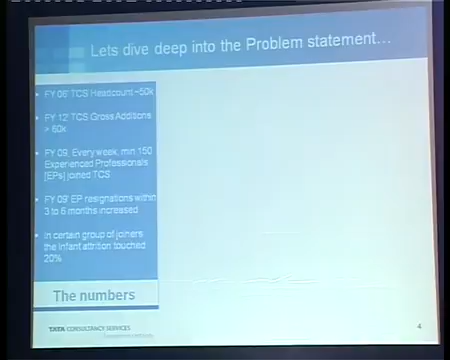 Lets dive deep into the Problem statement...
FY 06' TCS Headcount ~50k
FY 12' TCS Gross Additions
> 60k
FY 09, Every week, min 150
Experienced Professionals
[EPs] joined TCS
FY 09' EP resignations within
3 to 6 months increased
In certain group of joiners
the Infant attrition touched
20%
The numbers
TATA CONSULTANCY SERVICES
4